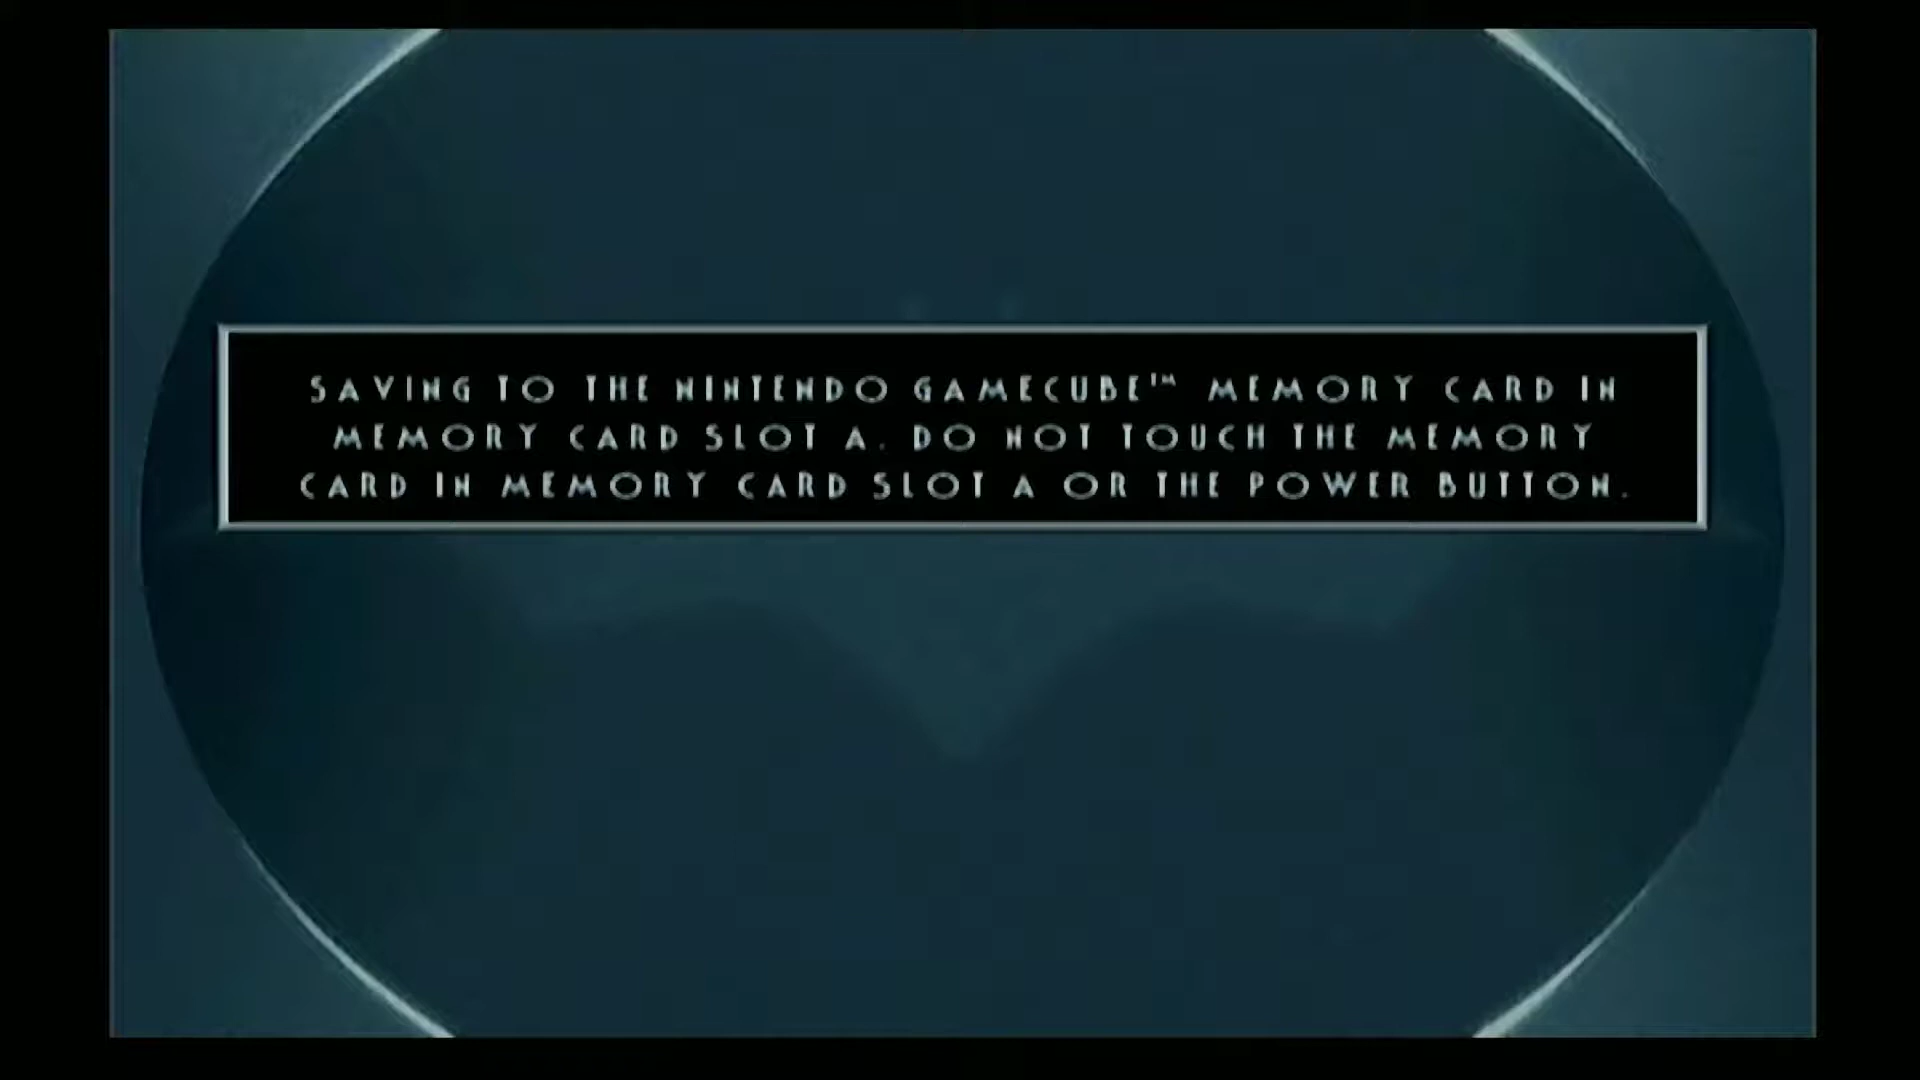 SAVING TO THE NINTENDO GAMECUBE™ MEMORY CARD IN
MEMORY CARD SLOT A. DO NOT TOUCH THE MEMORY
CARD IN MEMORY CARD SLOT A OR THE POWER BUTTON.